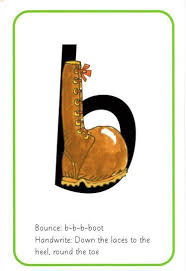 b
Bounce: b-b-b-boot
Handwrite: Down the laces to the
heel, round the toe